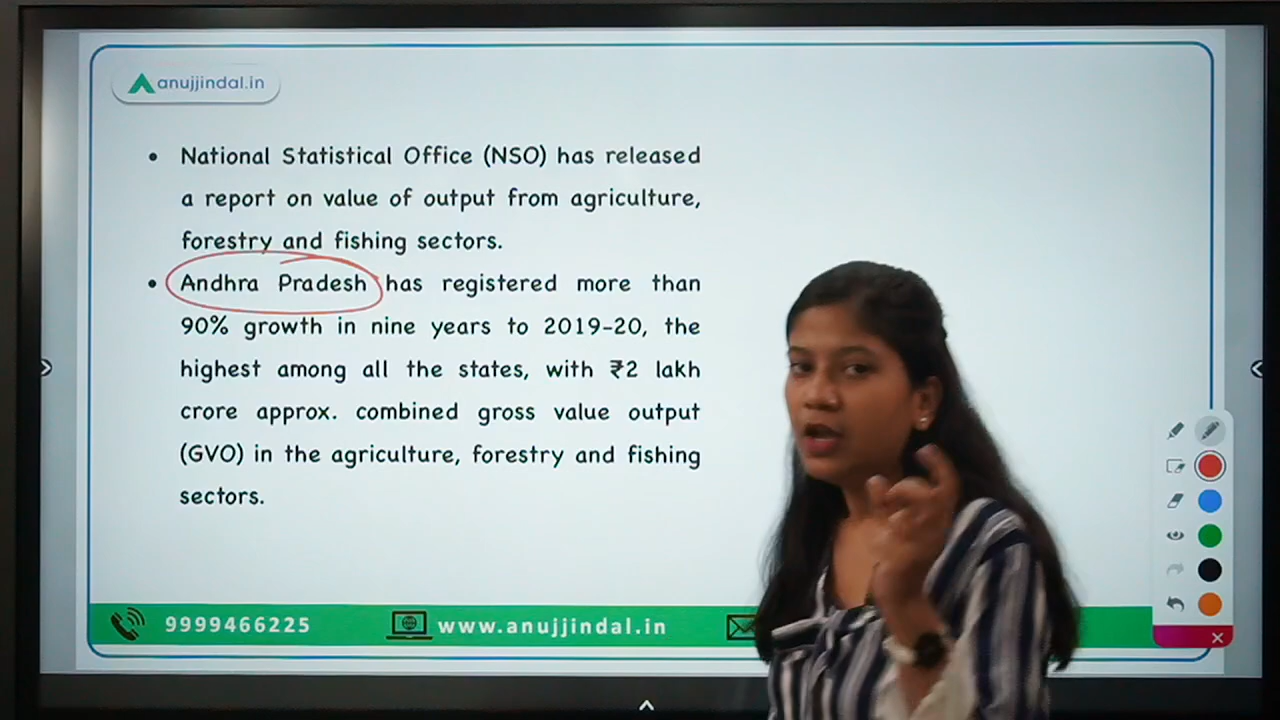 anujjindal.in
• National Statistical Office (NSO) has released
a report on value of output from agriculture,
forestry and fishing sectors.
• Andhra Pradesh has registered more than
90% growth in nine years to 2019-20, the
highest among all the states, with ₹2 lakh
crore approx. combined gross value output
(GVO) in the agriculture, forestry and fishing
sectors.
9999466225
www.anujjindal.in